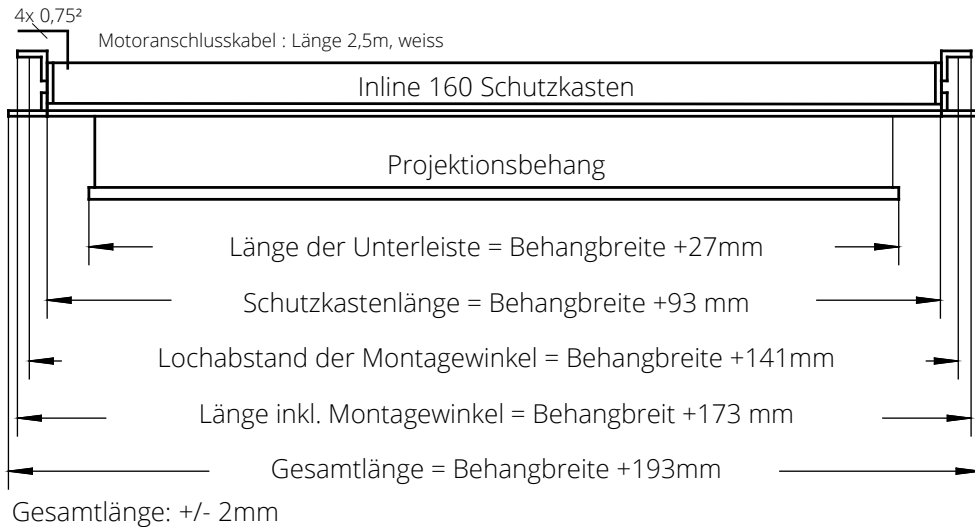 4x 0,75²
Motoranschlusskabel : Länge 2,5m, weiss
Inline 160 Schutzkasten
Projektionsbehang
Länge der Unterleiste = Behangbreite +27mm
Schutzkastenlänge = Behangbreite +93 mm
Lochabstand der Montagewinkel = Behangbreite +141mm
Länge inkl. Montagewinkel = Behangbreit +173 mm
Gesamtlänge = Behangbreite +193mm
Gesamtlänge: +/- 2mm